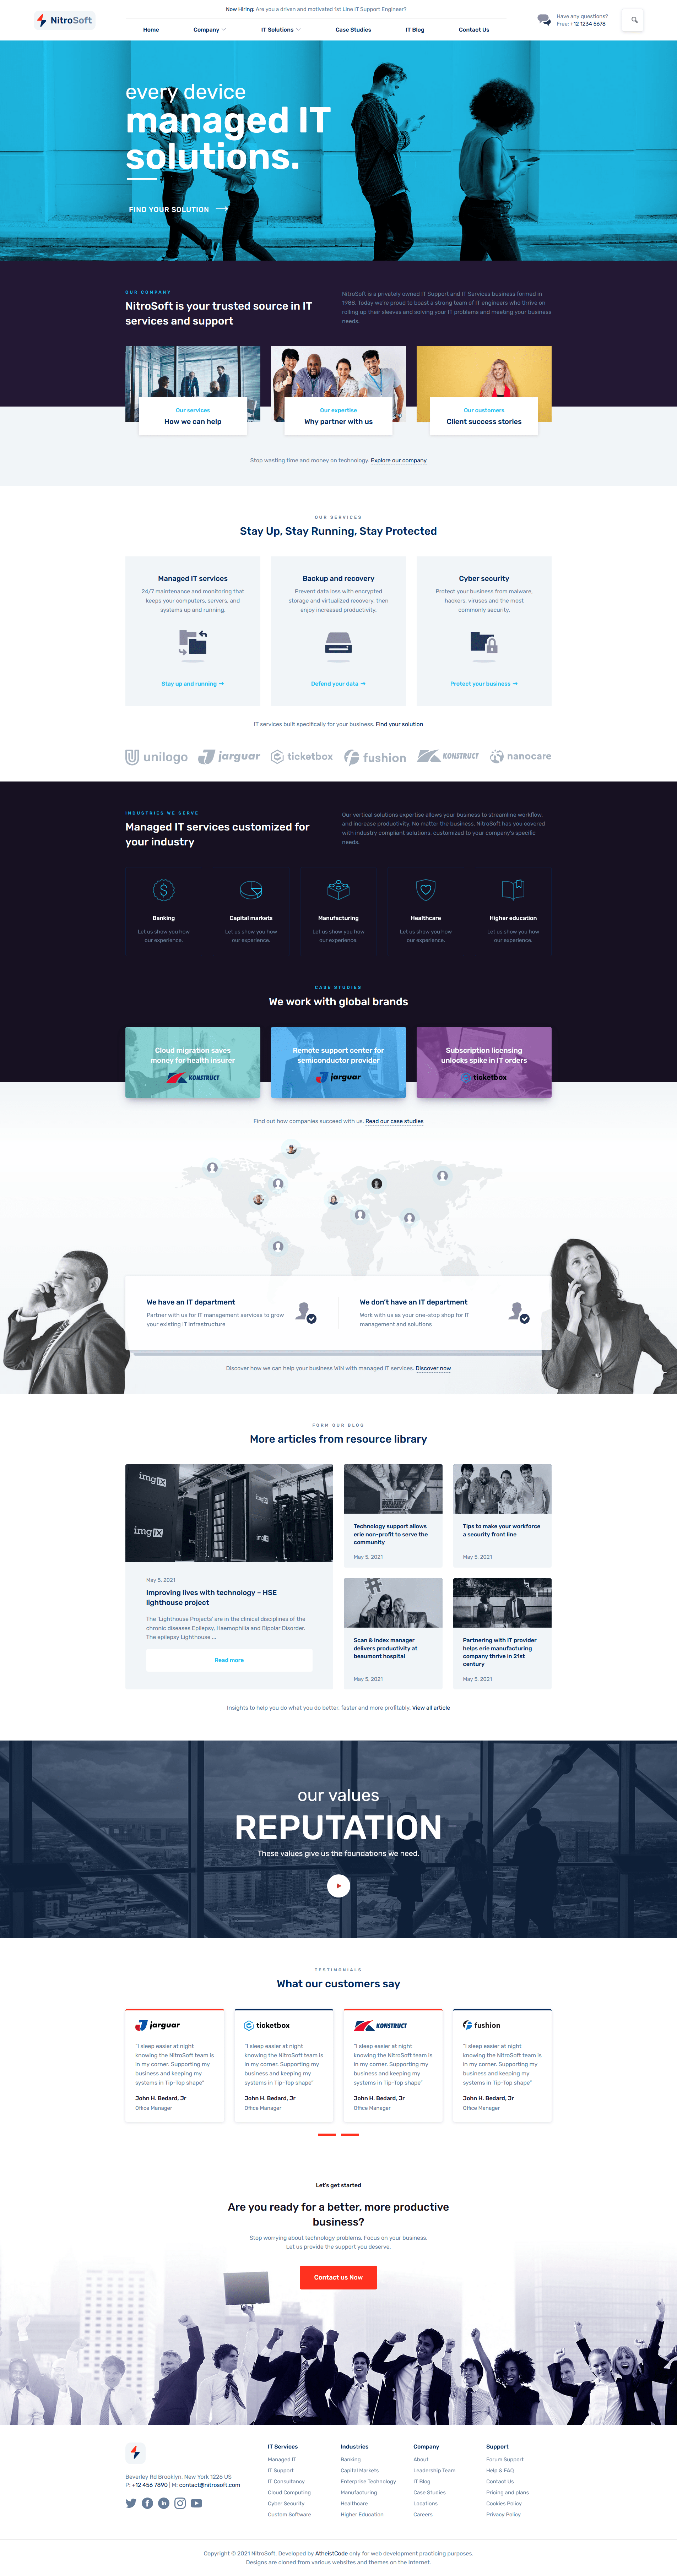 Now Hiring: Are you a driven and motivated 1st Line IT Support Engineer?
NitroSoft
Home
Company
IT Solutions
Case Studies
IT Blog
Contact Us
Have any questions?
Free: +12 1234 5678
every device
managed IT
solutions.
FIND YOUR SOLUTION
OUR COMPANY
NitroSoft is your trusted source in IT
services and support
NitroSoft is a privately owned IT Support and IT Services business formed in
1988. Today we're proud to boast a strong team of IT engineers who thrive on
rolling up their sleeves and solving your IT problems and meeting your business
needs.
Our services
How we can help
Our expertise
Why partner with us
Our customers
Client success stories
Stop wasting time and money on technology. Explore our company
OUR SERVICES
Stay Up, Stay Running, Stay Protected
Managed IT services
24/7 maintenance and monitoring that
keeps your computers, servers, and
systems up and running.
Stay up and running →
Backup and recovery
Prevent data loss with encrypted
storage and virtualized recovery, then
enjoy increased productivity.
Defend your data →
Cyber security
Protect your business from malware,
hackers, viruses and the most
commonly security.
Protect your business →
IT services built specifically for your business. Find your solution
unilogo
jarguar
ticketbox
fushion
KONSTRUCT
nanocare
INDUSTRIES WE SERVE
Managed IT services customized for
your industry
Our vertical solutions expertise allows your business to streamline workflow,
and increase productivity. No matter the business, NitroSoft has you covered
with industry compliant solutions, customized to your company's specific
needs.
Banking
Let us show you how
our experience.
Capital markets
Let us show you how
our experience.
Manufacturing
Let us show you how
our experience.
Healthcare
Let us show you how
our experience.
Higher education
Let us show you how
our experience.
CASE STUDIES
We work with global brands
Cloud migration saves
money for health insurer
KONSTRUCT
Remote support center for
semiconductor provider
jarguar
Subscription licensing
unlocks spike in IT orders
ticketbox
Find out how companies succeed with us. Read our case studies
We have an IT department
Partner with us for IT management services to grow
your existing IT infrastructure
We don't have an IT department
Work with us as your one-stop shop for IT
management and solutions
Discover how we can help your business WIN with managed IT services. Discover now
FORM OUR BLOG
More articles from resource library
imgIX
imgIX
imgIX
May 5, 2021
Improving lives with technology – HSE
lighthouse project
The 'Lighthouse Projects' are in the clinical disciplines of the
chronic diseases Epilepsy, Haemophilia and Bipolar Disorder.
The epilepsy Lighthouse ...
Read more
Technology support allows
erie non-profit to serve the
community
May 5, 2021
Tips to make your workforce
a security front line
May 5, 2021
#
Scan & index manager
delivers productivity at
beaumont hospital
May 5, 2021
Partnering with IT provider
helps erie manufacturing
company thrive in 21st
century
May 5, 2021
Insights to help you do what you do better, faster and more profitably. View all article
our values
REPUTATION
These values give us the foundations we need.
TESTIMONIALS
What our customers say
jarguar
"I sleep easier at night
knowing the NitroSoft team is
in my corner. Supporting my
business and keeping my
systems in Tip-Top shape"
John H. Bedard, Jr
Office Manager
ticketbox
"I sleep easier at night
knowing the NitroSoft team is
in my corner. Supporting my
business and keeping my
systems in Tip-Top shape"
John H. Bedard, Jr
Office Manager
KONSTRUCT
"I sleep easier at night
knowing the NitroSoft team is
in my corner. Supporting my
business and keeping my
systems in Tip-Top shape"
John H. Bedard, Jr
Office Manager
fushion
"I sleep easier at night
knowing the NitroSoft team is
in my corner. Supporting my
business and keeping my
systems in Tip-Top shape"
John H. Bedard, Jr
Office Manager
Let's get started
Are you ready for a better, more productive
business?
Stop worrying about technology problems. Focus on your business.
Let us provide the support you deserve.
Contact us Now
Beverley Rd Brooklyn, New York 1226 US
P: +12 456 7890 | M: contact@nitrosoft.com
IT Services
Managed IT
IT Support
IT Consultancy
Cloud Computing
Cyber Security
Custom Software
Industries
Banking
Capital Markets
Enterprise Technology
Manufacturing
Healthcare
Higher Education
Company
About
Leadership Team
IT Blog
Case Studies
Locations
Careers
Support
Forum Support
Help & FAQ
Contact Us
Pricing and plans
Cookies Policy
Privacy Policy
Copyright © 2021 NitroSoft. Developed by AtheistCode only for web development practicing purposes.
Designs are cloned from various websites and themes on the Internet.